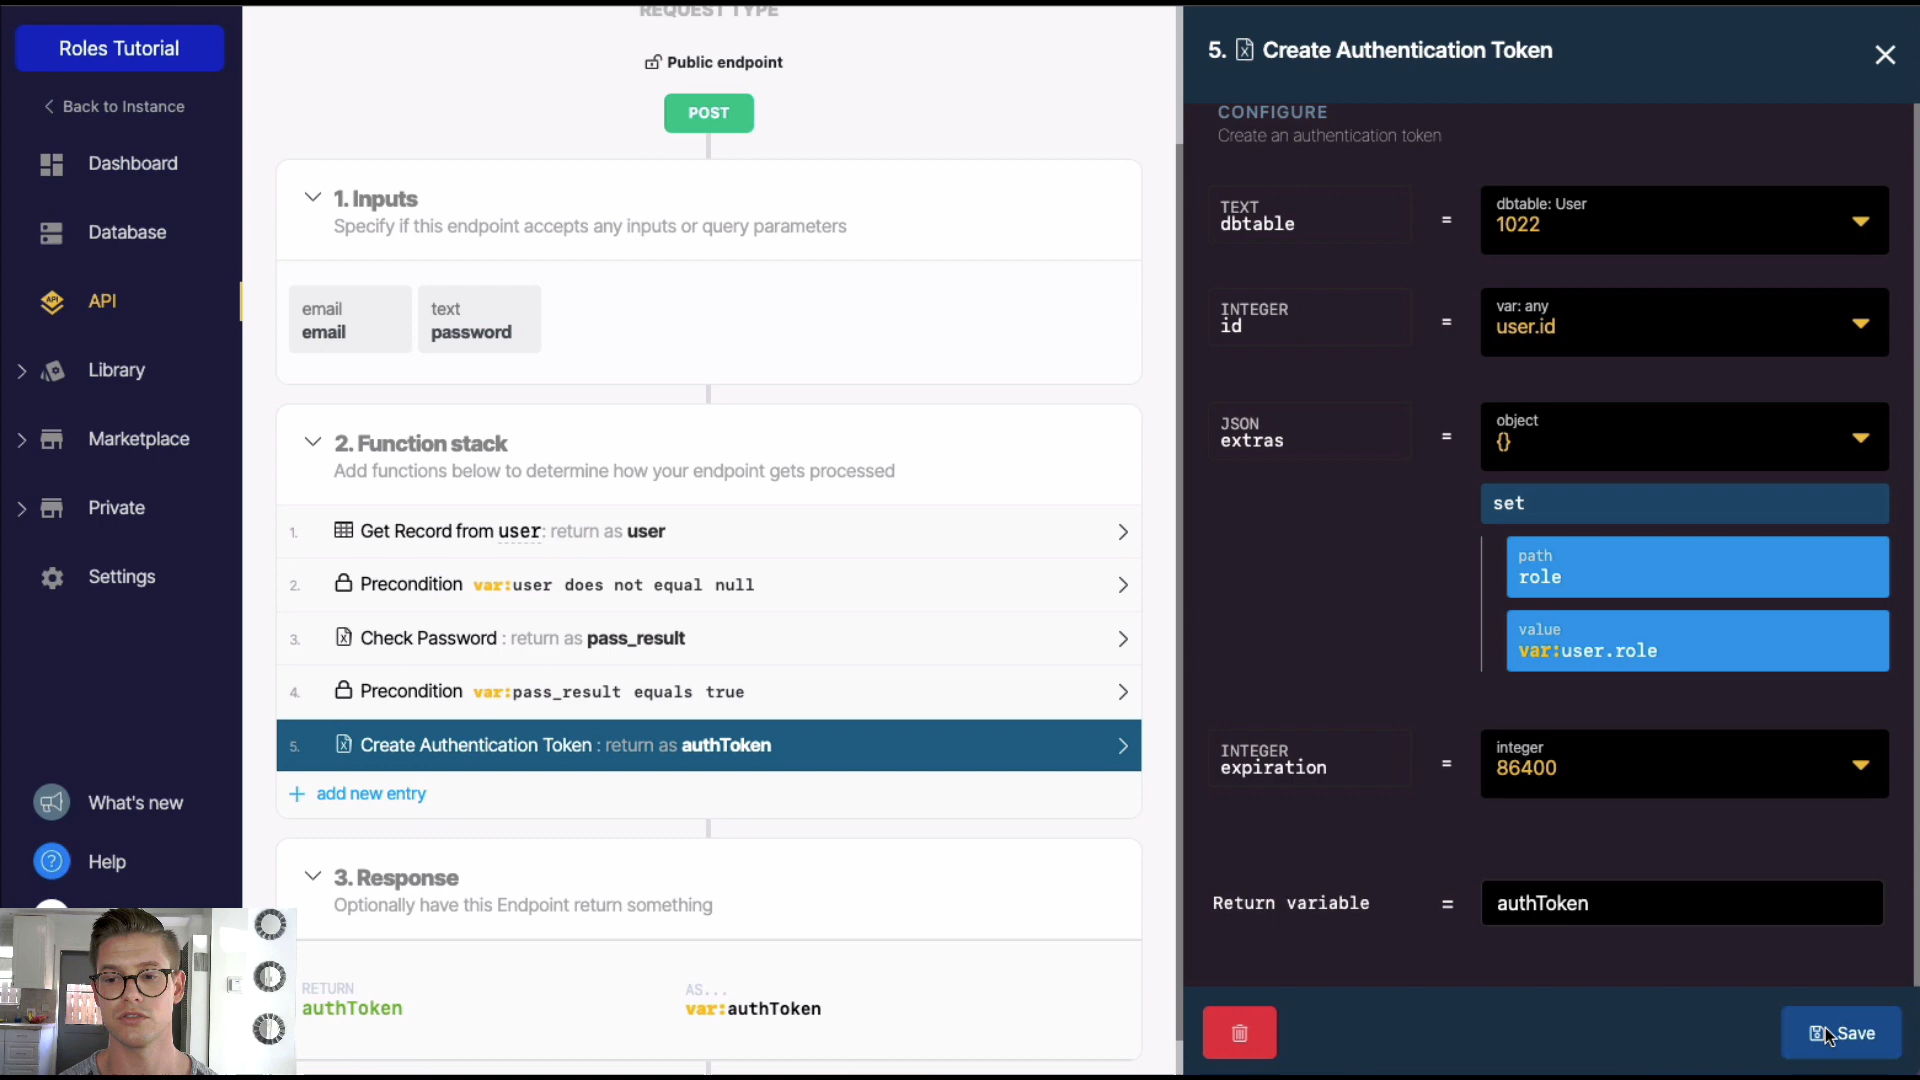 Roles Tutorial
Back to Instance
Dashboard
Database
API
Library
Marketplace
Private
Settings
What's new
Help
REQUEST TYPE
Public endpoint
POST
1. Inputs
Specify if this endpoint accepts any inputs or query parameters
email
email
text
password
2. Function stack
Add functions below to determine how your endpoint gets processed
1. Get Record from user: return as user
2. Precondition var:user does not equal null
3. Check Password : return as pass_result
4. Precondition var:pass_result equals true
5. Create Authentication Token : return as authToken
add new entry
3. Response
Optionally have this Endpoint return something
RETURN
authToken
AS...
var:authToken
5. Create Authentication Token
CONFIGURE
Create an authentication token
TEXT
dbtable
=
dbtable: User
1022
INTEGER
id
=
var: any
user.id
JSON
extras
=
object
{}
set
path
role
value
var:user.role
INTEGER
expiration
=
integer
86400
Return variable
=
authToken
Save